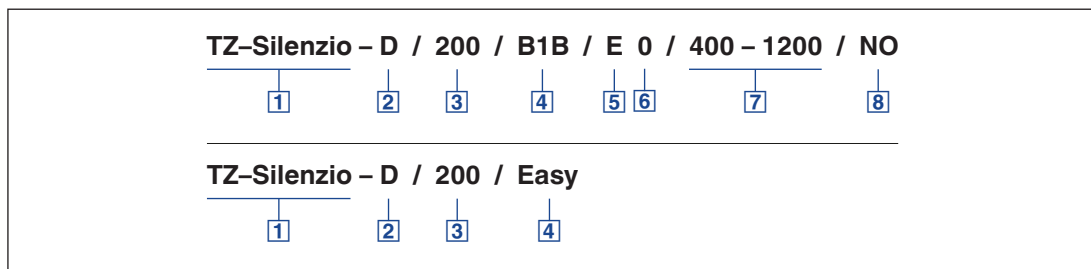 TZ–Silenzio – D / 200 / B1B / E 0 / 400 – 1200 / NO
1 2 3 4 5 6 7 8
TZ–Silenzio – D / 200 / Easy
1 2 3 4